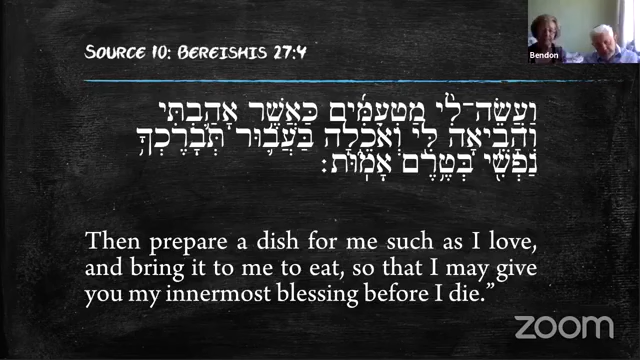 Bendon
Source 10: Bereishis 27:4
וַעֲשֵׂה־לִ֨י מַטְעַמִּ֜ים כַּאֲשֶׁ֥ר אָהַ֛בְתִּי
וְהָבִ֥יאָה לִּ֖י וְאֹכֵ֑לָה בַּעֲב֛וּר תְּבָרֶכְךָ֥
נַפְשִׁ֖י בְּטֶ֥רֶם אָמֽוּת׃
Then prepare a dish for me such as I love,
and bring it to me to eat, so that I may give
you my innermost blessing before I die.”
zoom